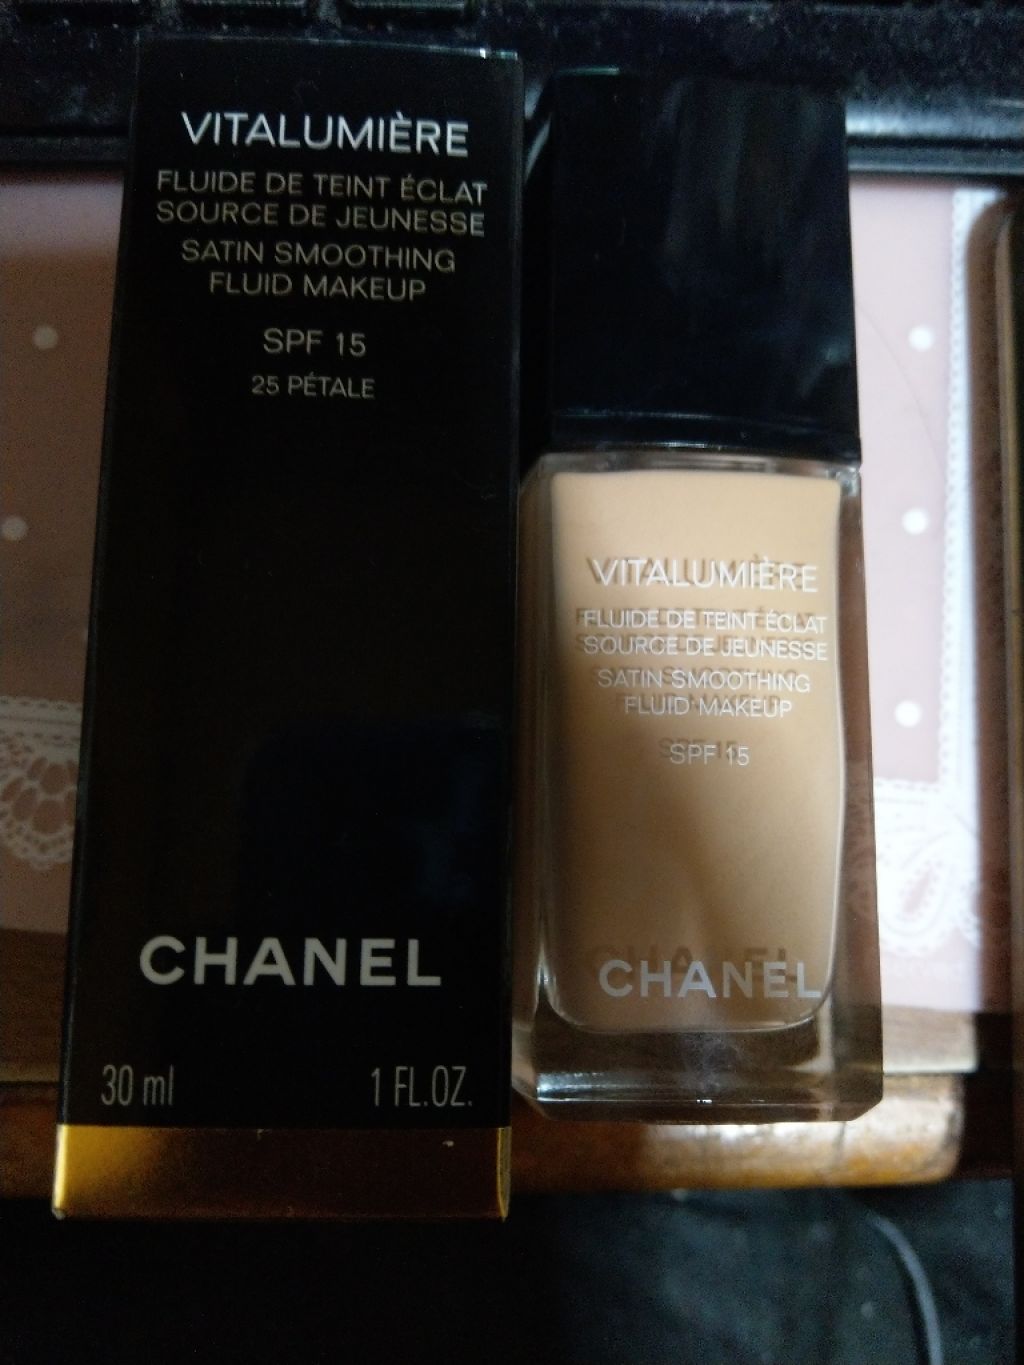 VITALUMIÈRE
FLUIDE DE TEINT ÉCLAT
SOURCE DE JEUNESSE
SATIN SMOOTHING
FLUID MAKEUP
SPF 15
25 PÉTALE
CHANEL
30 ml 1 FL.OZ.
VITALUMIÈRE
FLUIDE DE TEINT ÉCLAT
SOURCE DE JEUNESSE
SATIN SMOOTHING
FLUID MAKEUP
SPF 15
CHANEL